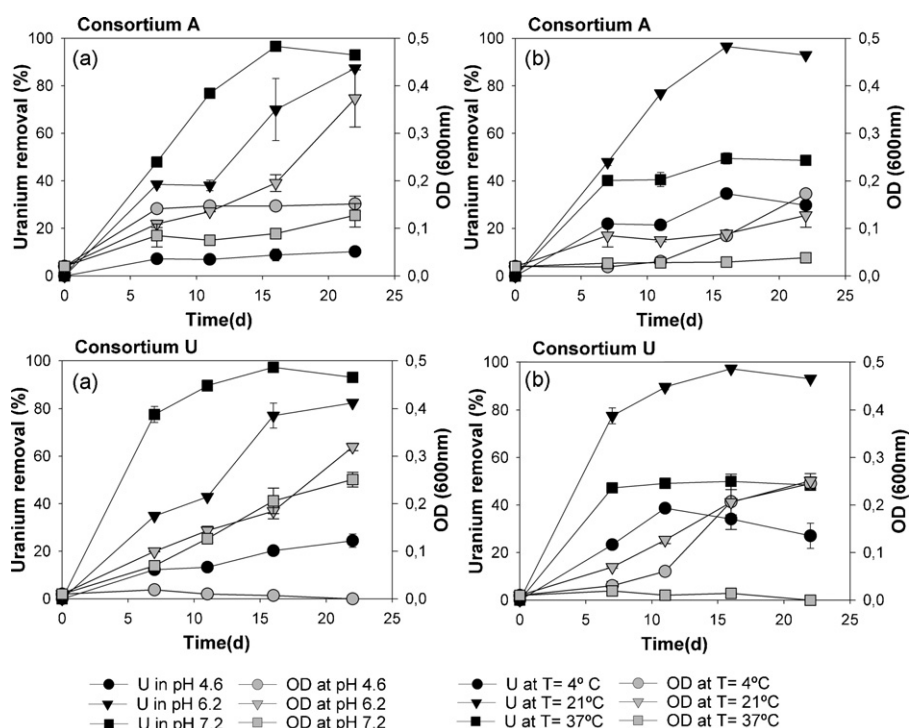 Consortium A
(a)
Uranium removal (%)
100
80
60
40
20
0
0,5
0,4
0,3
0,2
0,1
0,0
OD (600nm)
0 5 10 15 20 25
Time(d)
Consortium A
(b)
Uranium removal (%)
100
80
60
40
20
0
0,5
0,4
0,3
0,2
0,1
0,0
OD (600nm)
0 5 10 15 20 25
Time(d)
Consortium U
(a)
Uranium removal (%)
100
80
60
40
20
0
0,5
0,4
0,3
0,2
0,1
0,0
OD (600nm)
0 5 10 15 20 25
Time(d)
Consortium U
(b)
Uranium removal (%)
100
80
60
40
20
0
0,5
0,4
0,3
0,2
0,1
0,0
OD (600nm)
0 5 10 15 20 25
Time(d)
U in pH 4.6
U in pH 6.2
U in pH 7.2
OD at pH 4.6
OD at pH 6.2
OD at pH 7.2
U at T= 4º C
U at T= 21ºC
U at T= 37ºC
OD at T= 4ºC
OD at T= 21ºC
OD at T= 37ºC